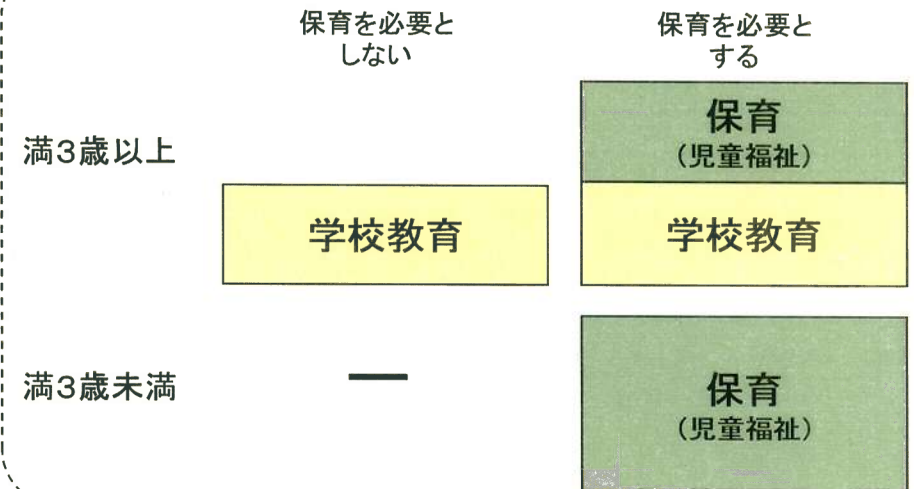 保育を必要と
しない
保育を必要と
する
満3歳以上
保育
(児童福祉)
学校教育
学校教育
満3歳未満
—
保育
(児童福祉)